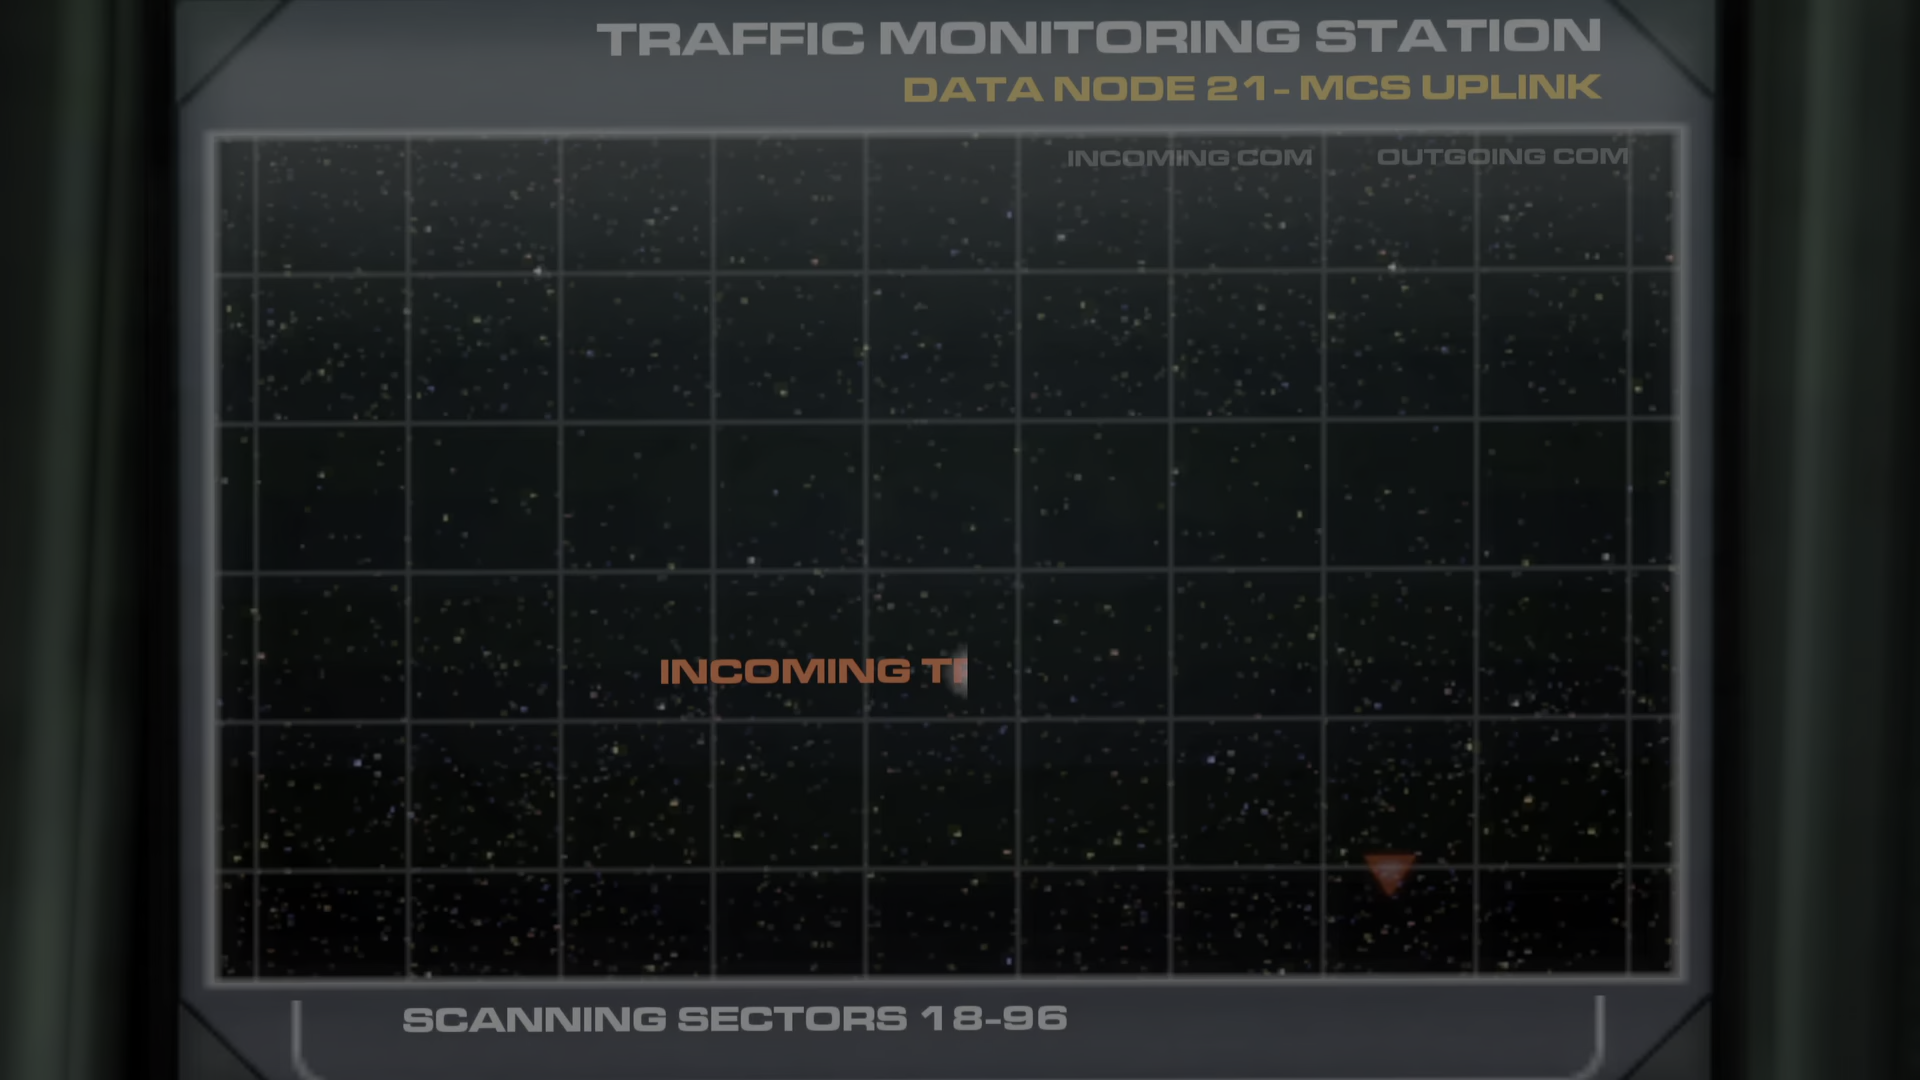 TRAFFIC MONITORING STATION
DATA NODE 21- MCS UPLINK
INCOMING COM OUTGOING COM
INCOMING
SCANNING SECTORS 18-96